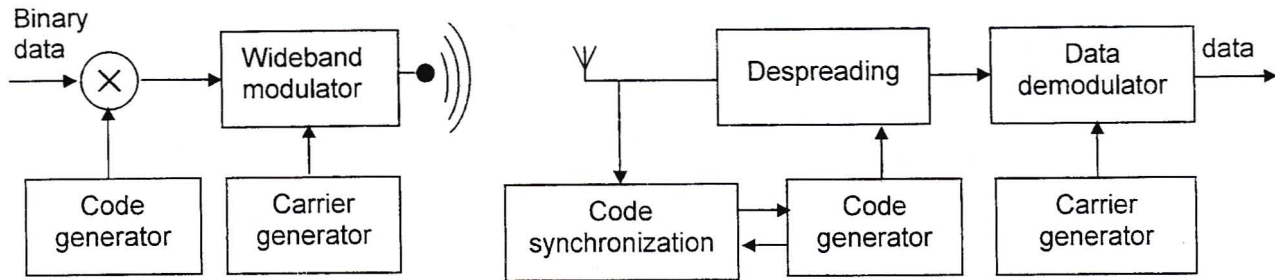 Binary
data
Wideband
modulator
Code
generator
Carrier
generator
Despreading
Data
demodulator
data
Code
synchronization
Code
generator
Carrier
generator